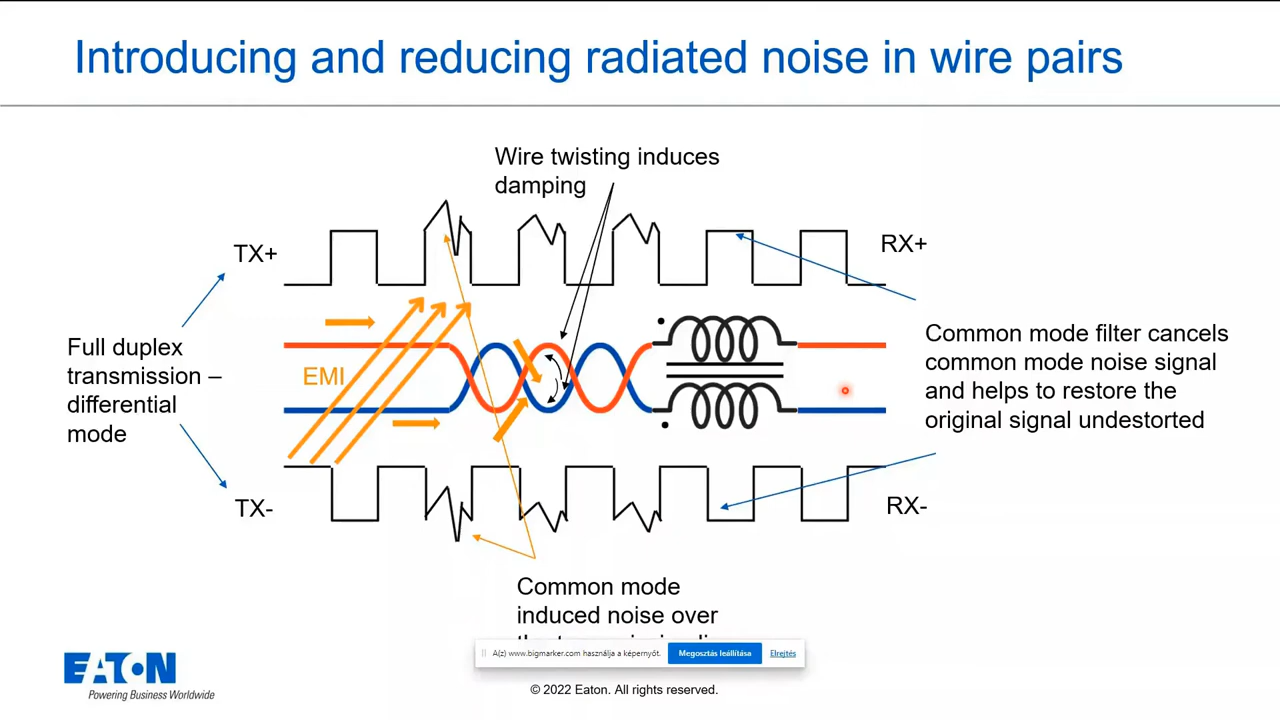 Introducing and reducing radiated noise in wire pairs
Wire twisting induces
damping
TX+
RX+
Full duplex
transmission –
differential
mode
EMI
Common mode filter cancels
common mode noise signal
and helps to restore the
original signal undestorted
TX-
RX-
Common mode
induced noise over
A(z) www.bigmarker.com használja a képernyőt.
Megosztás leállítása
Elrejtés
EATON
Powering Business Worldwide
© 2022 Eaton. All rights reserved.